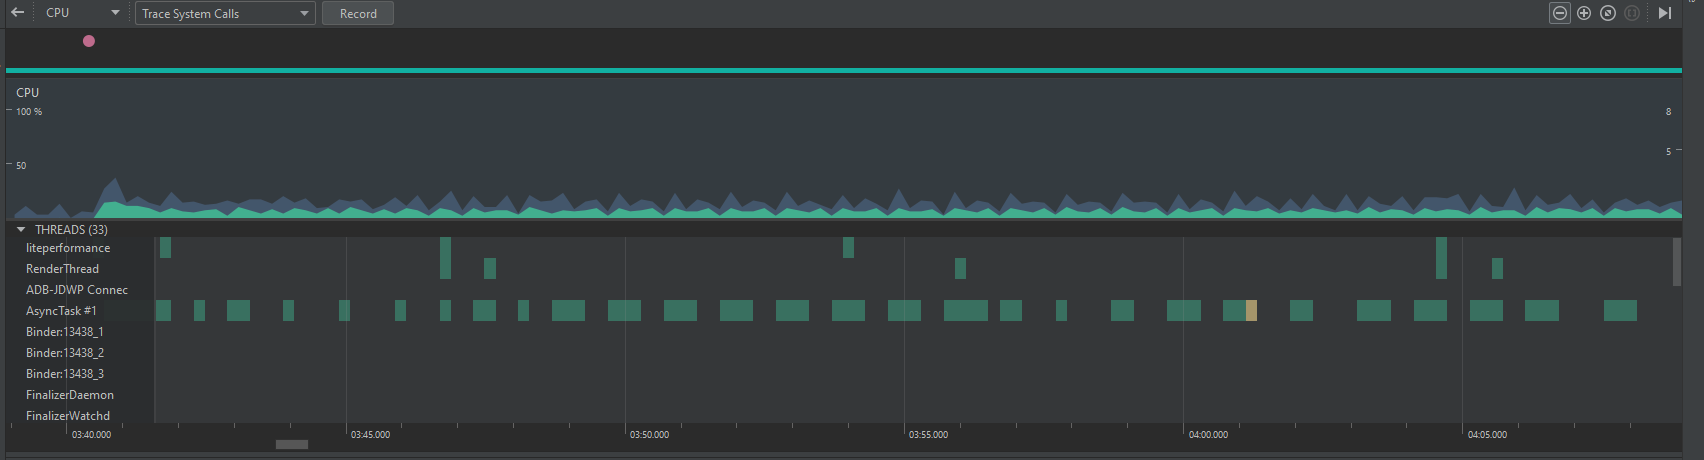 CPU Trace System Calls Record
CPU
100 % 8
50 5
THREADS (33)
liteperformance
RenderThread
ADB-JDWP Connec
AsyncTask #1
Binder:13438_1
Binder:13438_2
Binder:13438_3
FinalizerDaemon
FinalizerWatchd
03:40.000 03:45.000 03:50.000 03:55.000 04:00.000 04:05.000